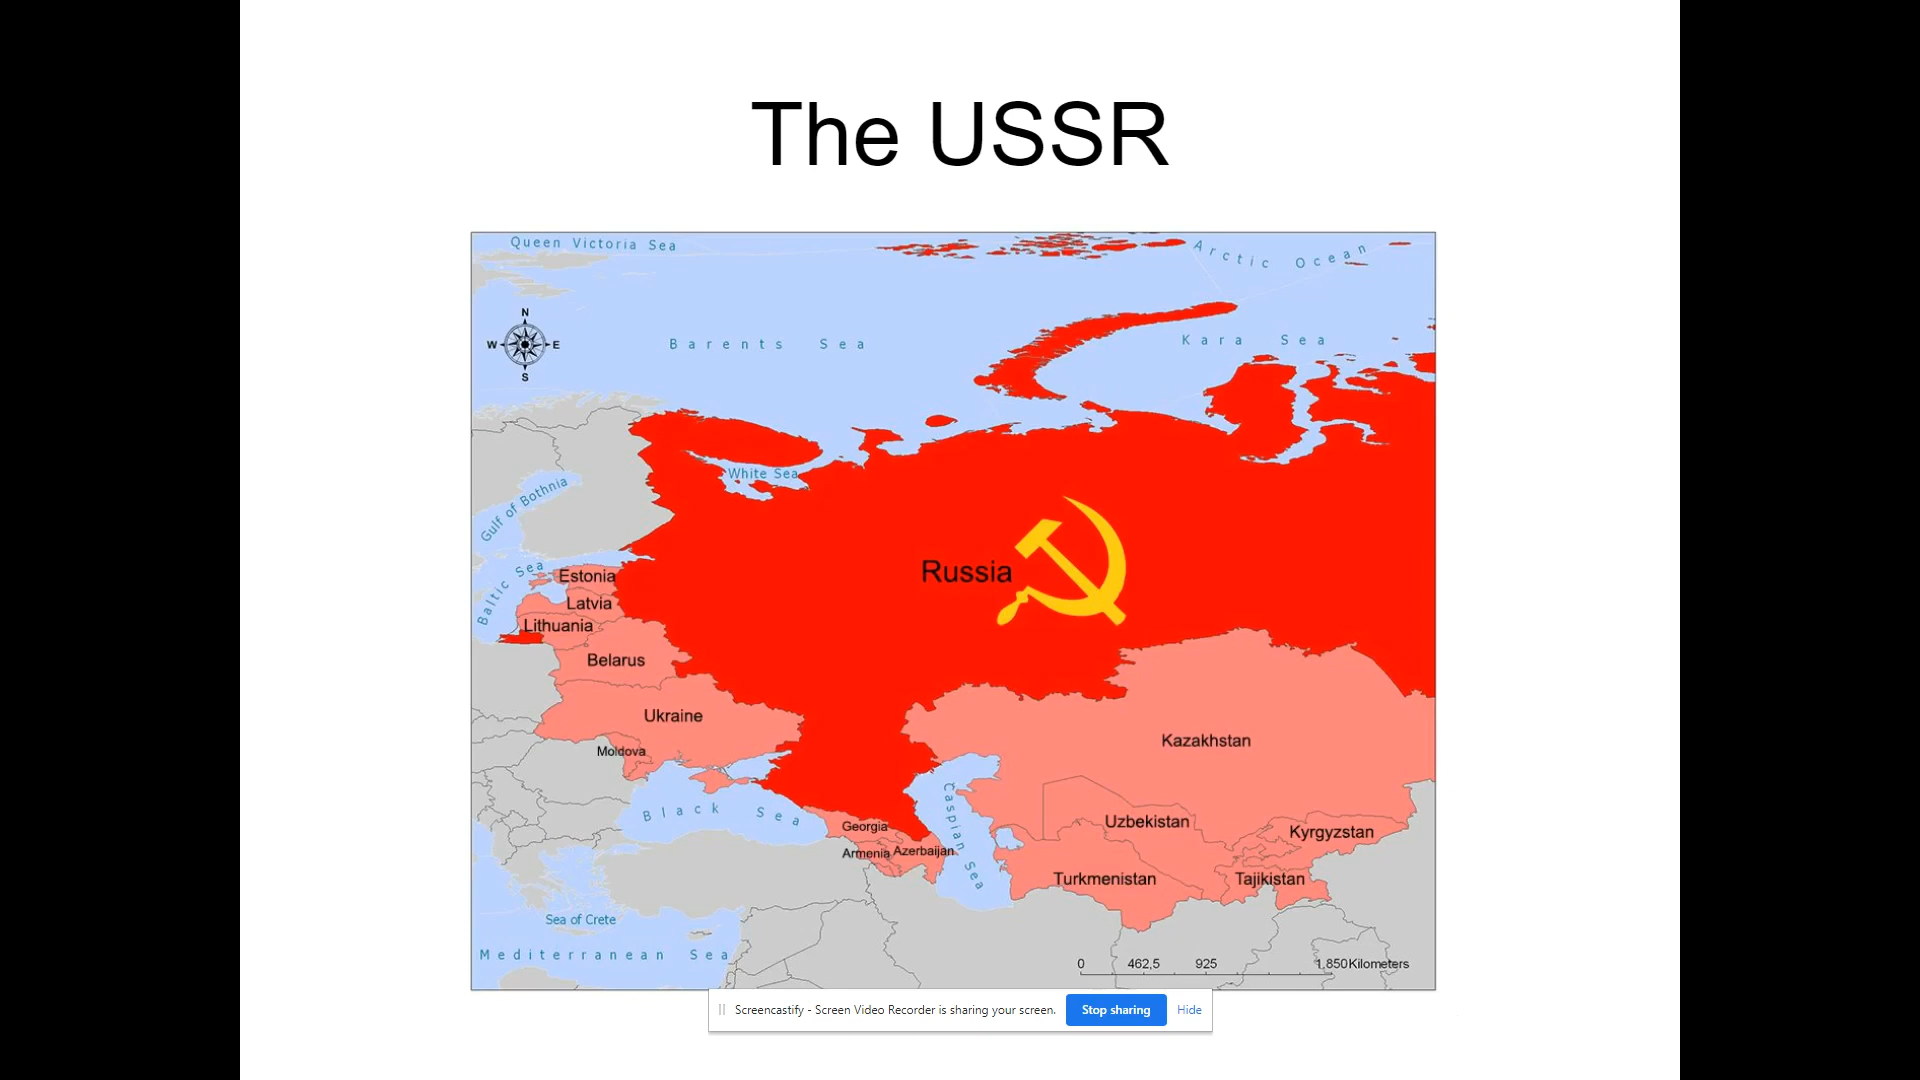 The USSR
Queen Victoria Sea
Arctic Ocean
N
W E
S
Barents Sea
Kara Sea
White Sea
Gulf of Bothnia
Baltic Sea
Russia
Estonia
Latvia
Lithuania
Belarus
Ukraine
Moldova
Kazakhstan
Black Sea
Caspian Sea
Georgia
Uzbekistan
Kyrgyzstan
Armenia
Azerbaijan
Turkmenistan
Tajikistan
Sea of Crete
Mediterranean Sea
0 462,5 925 1.850 Kilometers
Screencastify - Screen Video Recorder is sharing your screen. Stop sharing Hide